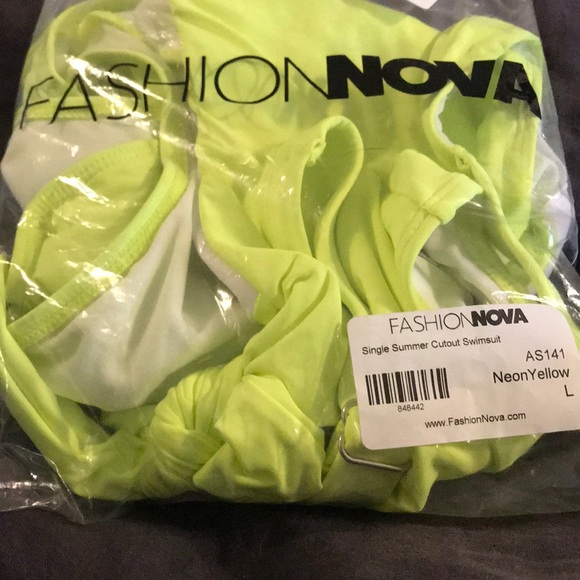 FASHIONNOVA
FASHIONNOVA
Single Summer Cutout Swimsuit
AS141
NeonYellow
848442
L
www.FashionNova.com